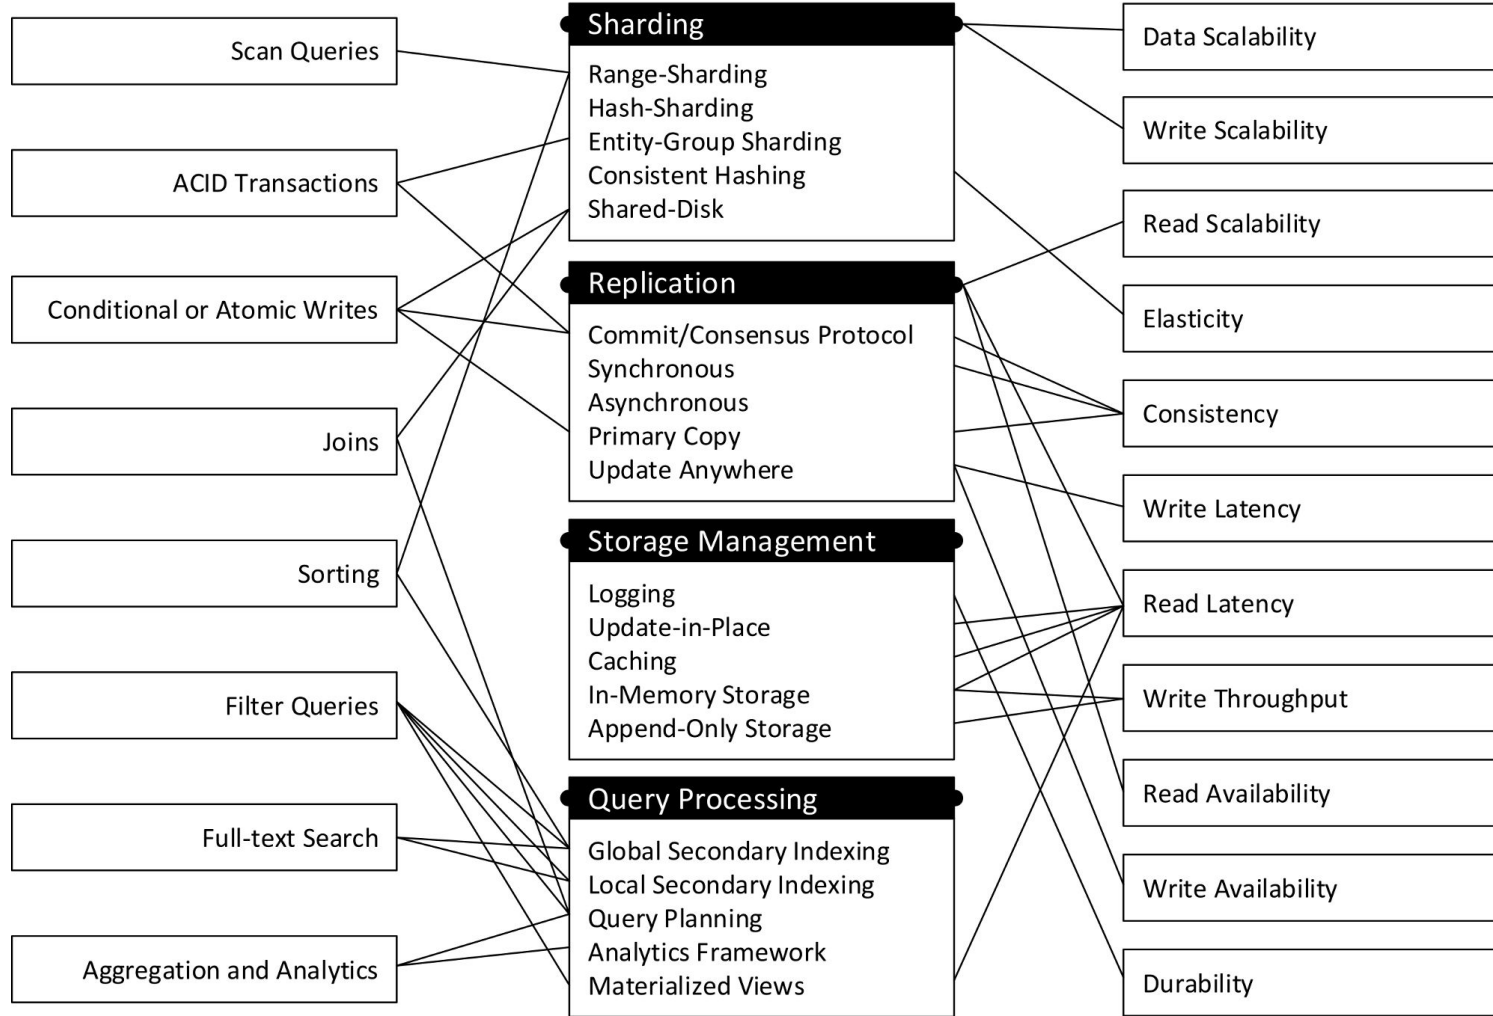 Scan Queries
ACID Transactions
Conditional or Atomic Writes
Joins
Sorting
Filter Queries
Full-text Search
Aggregation and Analytics
Sharding
Range-Sharding
Hash-Sharding
Entity-Group Sharding
Consistent Hashing
Shared-Disk
Replication
Commit/Consensus Protocol
Synchronous
Asynchronous
Primary Copy
Update Anywhere
Storage Management
Logging
Update-in-Place
Caching
In-Memory Storage
Append-Only Storage
Query Processing
Global Secondary Indexing
Local Secondary Indexing
Query Planning
Analytics Framework
Materialized Views
Data Scalability
Write Scalability
Read Scalability
Elasticity
Consistency
Write Latency
Read Latency
Write Throughput
Read Availability
Write Availability
Durability